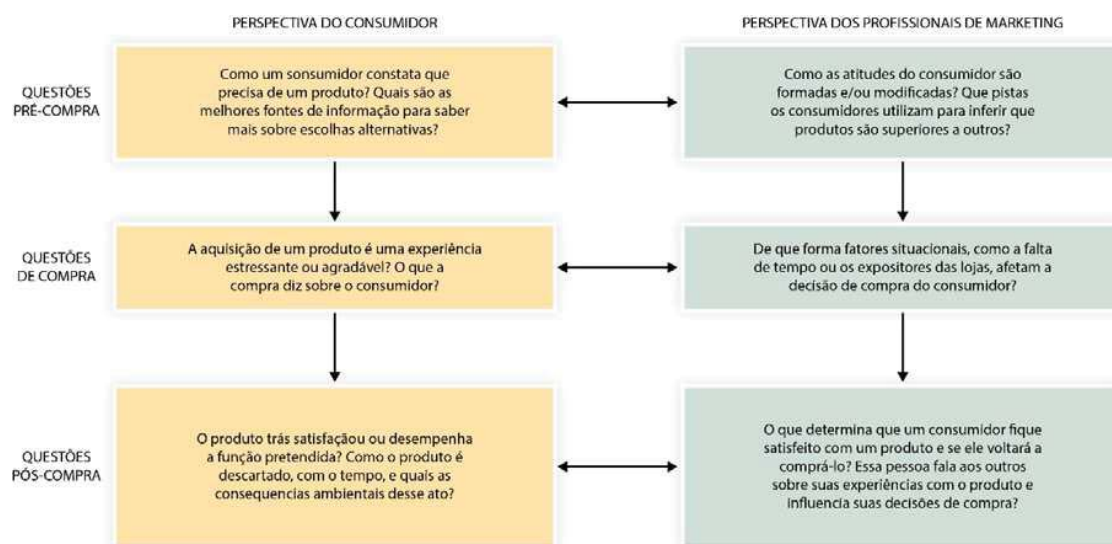 PERSPECTIVA DO CONSUMIDOR
PERSPECTIVA DOS PROFISSIONAIS DE MARKETING
QUESTÕES
PRÉ-COMPRA
Como um sonsumidor constata que
precisa de um produto? Quais são as
melhores fontes de informação para saber
mais sobre escolhas alternativas?
Como as atitudes do consumidor são
formadas e/ou modificadas? Que pistas
os consumidores utilizam para inferir que
produtos são superiores a outros?
QUESTÕES
DE COMPRA
A aquisição de um produto é uma experiência
estressante ou agradável? O que a
compra diz sobre o consumidor?
De que forma fatores situacionais, como a falta
de tempo ou os expositores das lojas, afetam a
decisão de compra do consumidor?
QUESTÕES
PÓS-COMPRA
O produto trás satisfaçãou ou desempenha
a função pretendida? Como o produto é
descartado, com o tempo, e quais as
consequencias ambientais desse ato?
O que determina que um consumidor fique
satisfeito com um produto e se ele voltará a
comprá-lo? Essa pessoa fala aos outros
sobre suas experiências com o produto e
influencia suas decisões de compra?